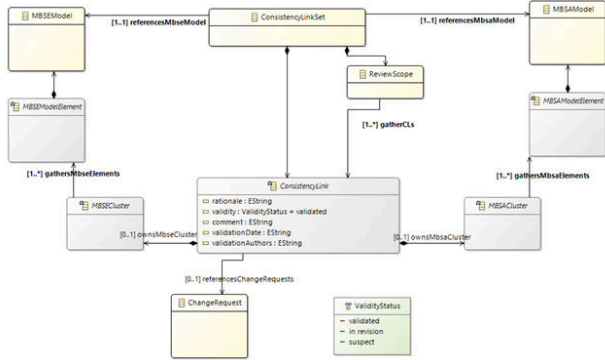 MBSEModel
[1..1] referencesMbseModel
ConsistencyLinkSet
[1..1] referencesMbsaModel
MBSAModel
ReviewScope
MBSEModelElement
MBSAModelElement
[1..*] gatherCLs
[1..*] gathersMbseElements
[1..*] gathersMbsaElements
ConsistencyLink
rationale : EString
validity : ValidityStatus = validated
comment : EString
validationDate : EString
validationAuthors : EString
MBSECluster
MBSACluster
[0..1] ownsMbseCluster
[0..1] ownsMbsaCluster
[0..1] referencesChangeRequests
ChangeRequest
ValidityStatus
validated
in revision
suspect